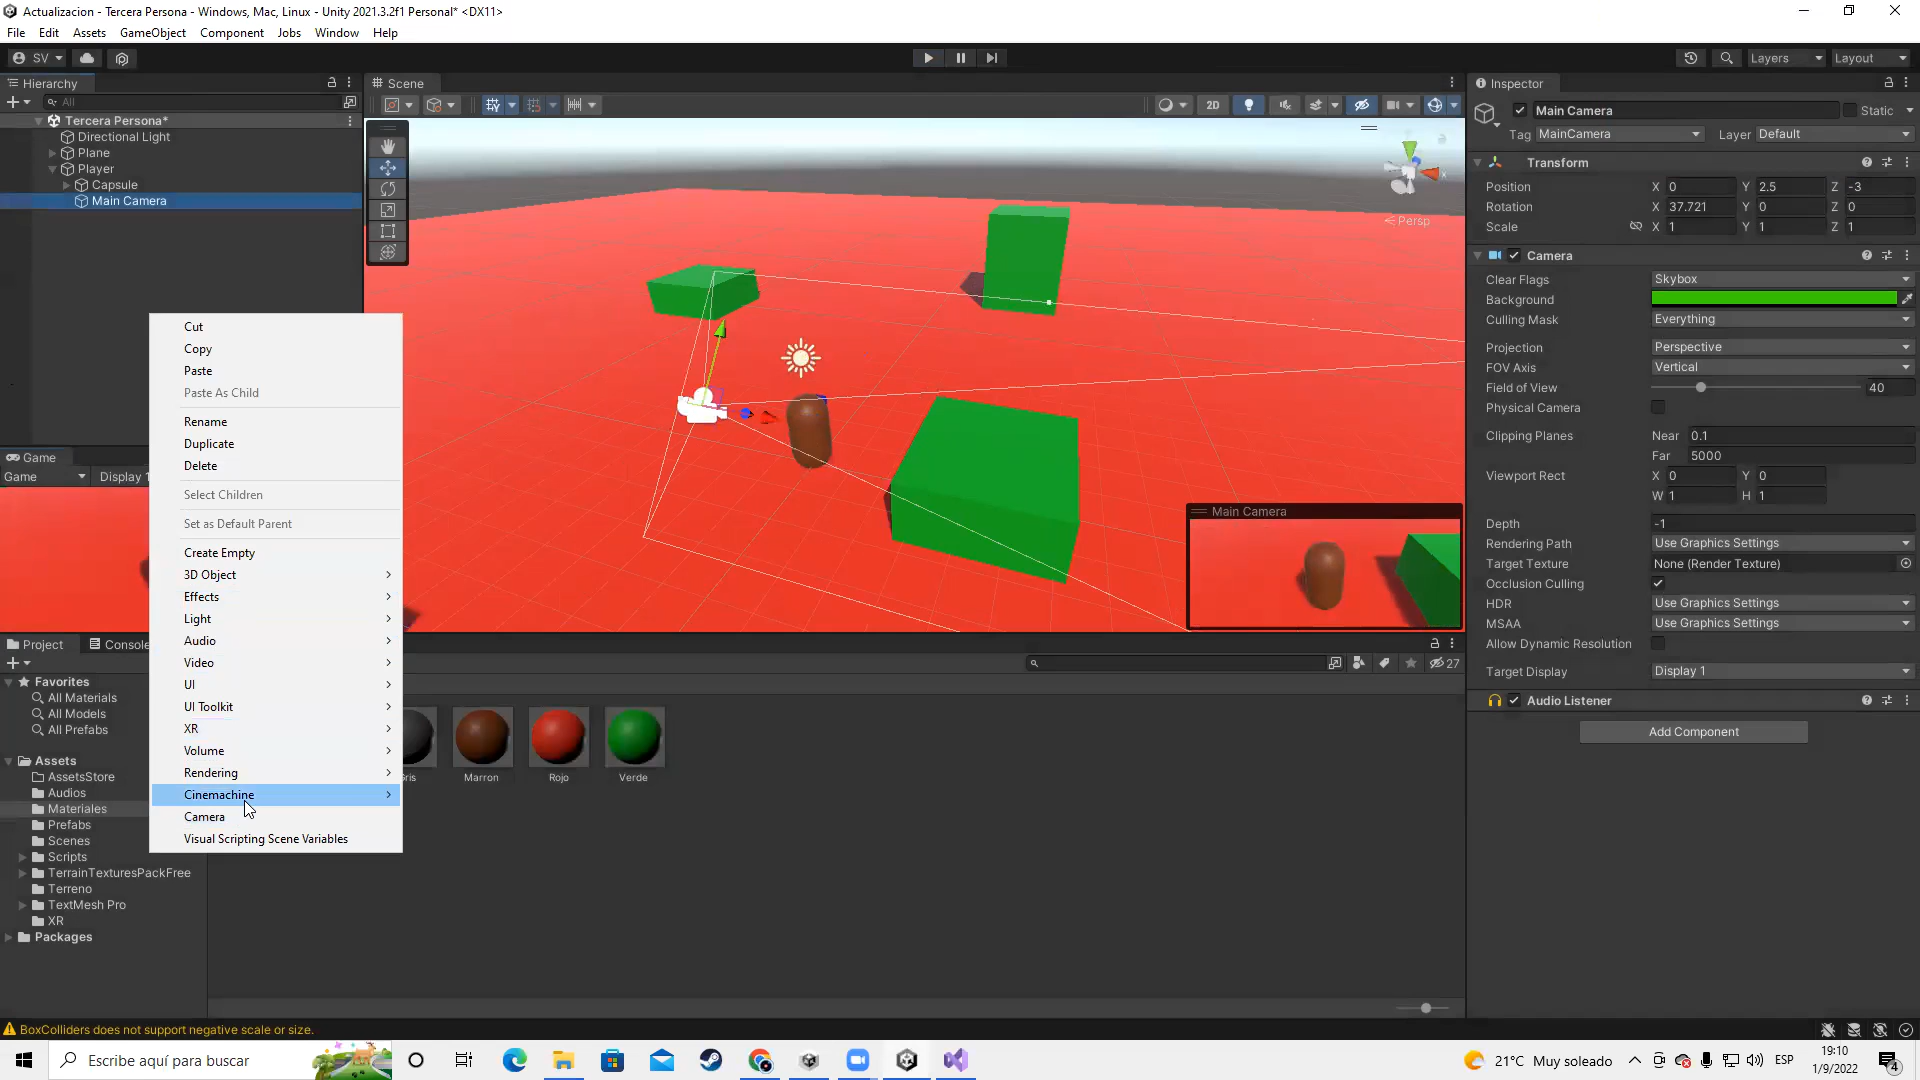 Actualizacion - Tercera Persona - Windows, Mac, Linux - Unity 2021.3.2f1 Personal* <DX11>
File Edit Assets GameObject Component Jobs Window Help
SV Layers Layout
Hierarchy
All
Tercera Persona*
Directional Light
Plane
Player
Capsule
Main Camera
Scene
2D
x
Persp
Main Camera
Cut
Copy
Paste
Paste As Child
Rename
Duplicate
Delete
Select Children
Set as Default Parent
Create Empty
3D Object
Effects
Light
Audio
Video
UI
UI Toolkit
XR
Volume
Rendering
Cinemachine
Camera
Visual Scripting Scene Variables
Game
Game Display 1
Project Console
27
Favorites
All Materials
All Models
All Prefabs
Assets
AssetsStore
Audios
Materiales
Prefabs
Scenes
Scripts
TerrainTexturesPackFree
Terreno
TextMesh Pro
XR
Packages
Marron Rojo Verde
Inspector
Main Camera Static
Tag MainCamera Layer Default
Transform
Position X 0 Y 2.5 Z -3
Rotation X 37.721 Y 0 Z 0
Scale X 1 Y 1 Z 1
Camera
Clear Flags Skybox
Background
Culling Mask Everything
Projection Perspective
FOV Axis Vertical
Field of View 40
Physical Camera
Clipping Planes Near 0.1
Far 5000
Viewport Rect X 0 Y 0
W 1 H 1
Depth -1
Rendering Path Use Graphics Settings
Target Texture None (Render Texture)
Occlusion Culling
HDR Use Graphics Settings
MSAA Use Graphics Settings
Allow Dynamic Resolution
Target Display Display 1
Audio Listener
Add Component
BoxColliders does not support negative scale or size.
Escribe aquí para buscar
21°C Muy soleado
ESP
19:10
1/9/2022
4